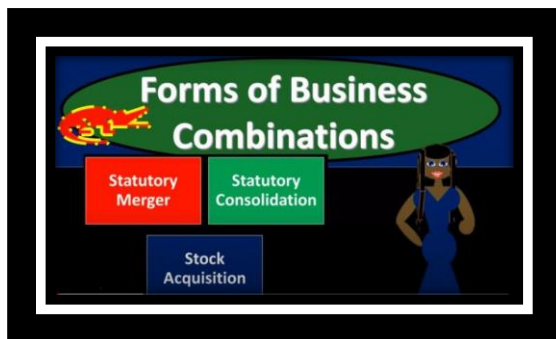 Forms of Business
Combinations
Statutory
Merger
Statutory
Consolidation
Stock
Acquisition